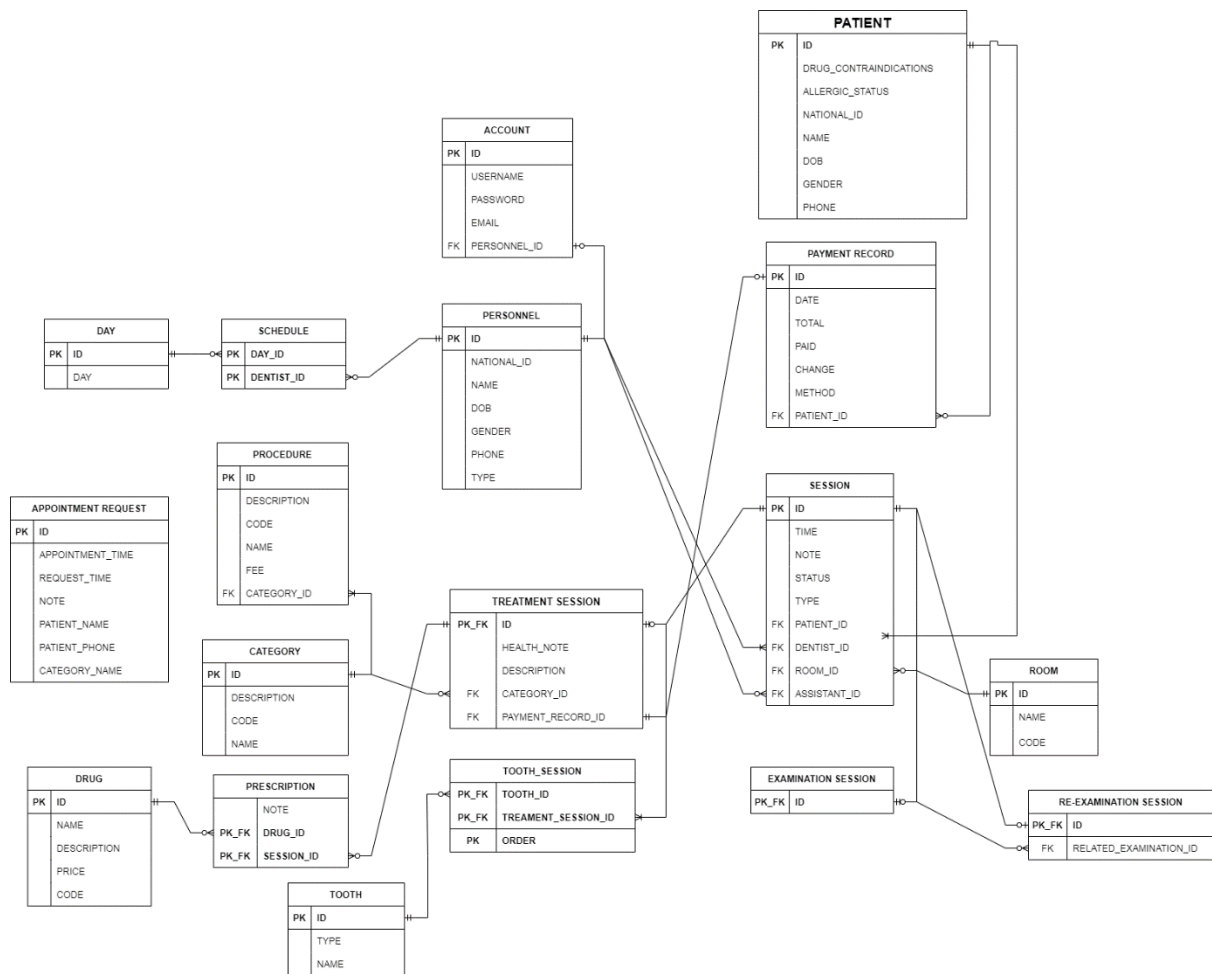 PATIENT
PK ID
DRUG_CONTRAINDICATIONS
ALLERGIC_STATUS
NATIONAL_ID
NAME
DOB
GENDER
PHONE
ACCOUNT
PK ID
USERNAME
PASSWORD
EMAIL
FK PERSONNEL_ID
PAYMENT RECORD
PK ID
DATE
TOTAL
PAID
CHANGE
METHOD
FK PATIENT_ID
DAY
PK ID
DAY
SCHEDULE
PK DAY_ID
PK DENTIST_ID
PERSONNEL
PK ID
NATIONAL_ID
NAME
DOB
GENDER
PHONE
TYPE
PROCEDURE
PK ID
DESCRIPTION
CODE
NAME
FEE
FK CATEGORY_ID
APPOINTMENT REQUEST
PK ID
APPOINTMENT_TIME
REQUEST_TIME
NOTE
PATIENT_NAME
PATIENT_PHONE
CATEGORY_NAME
SESSION
PK ID
TIME
NOTE
STATUS
TYPE
FK PATIENT_ID
FK DENTIST_ID
FK ROOM_ID
FK ASSISTANT_ID
TREATMENT SESSION
PK_FK ID
HEALTH_NOTE
DESCRIPTION
FK CATEGORY_ID
FK PAYMENT_RECORD_ID
CATEGORY
PK ID
DESCRIPTION
CODE
NAME
ROOM
PK ID
NAME
CODE
DRUG
PK ID
NAME
DESCRIPTION
PRICE
CODE
PRESCRIPTION
NOTE
PK_FK DRUG_ID
PK_FK SESSION_ID
TOOTH_SESSION
PK_FK TOOTH_ID
PK_FK TREAMENT_SESSION_ID
PK ORDER
EXAMINATION SESSION
PK_FK ID
RE-EXAMINATION SESSION
PK_FK ID
FK RELATED_EXAMINATION_ID
TOOTH
PK ID
TYPE
NAME